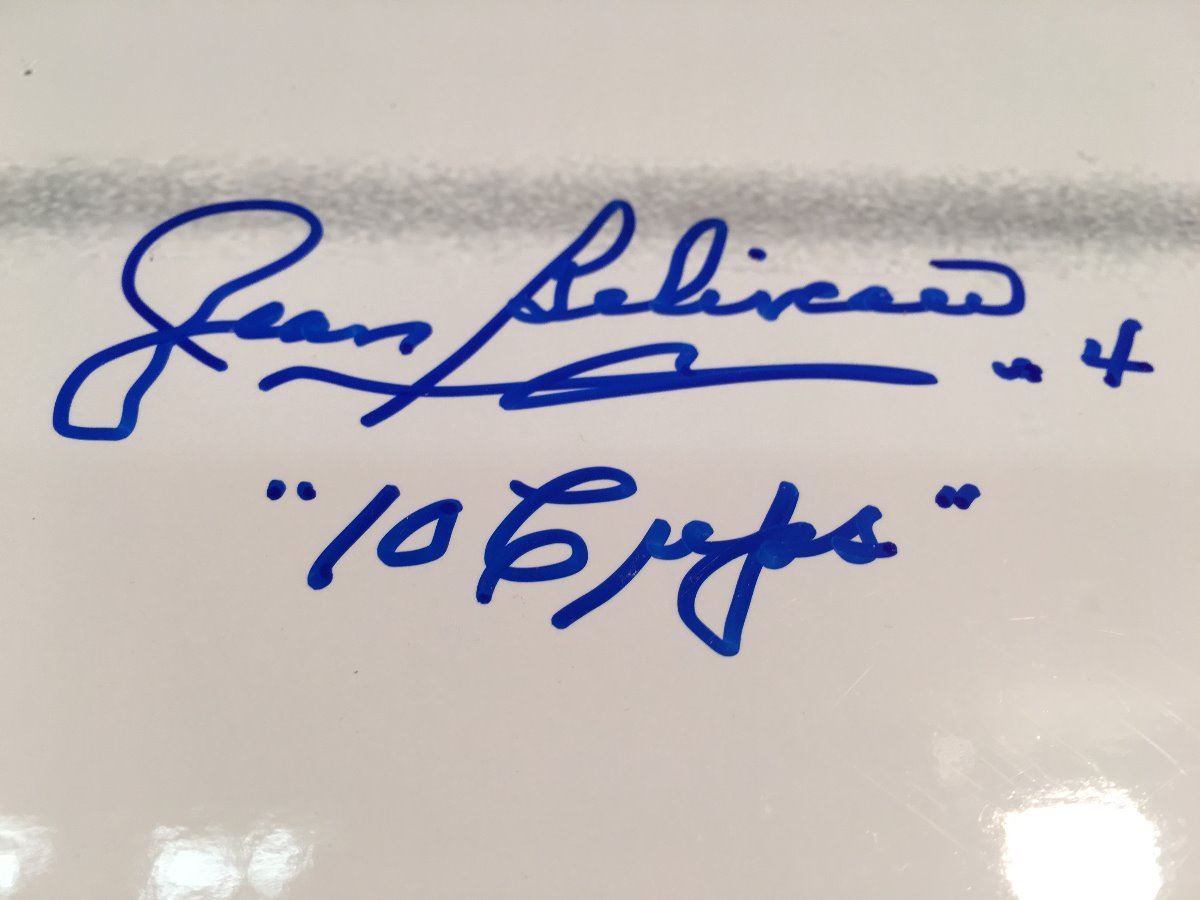 Jean Beliveau " 4
"10 Cups"